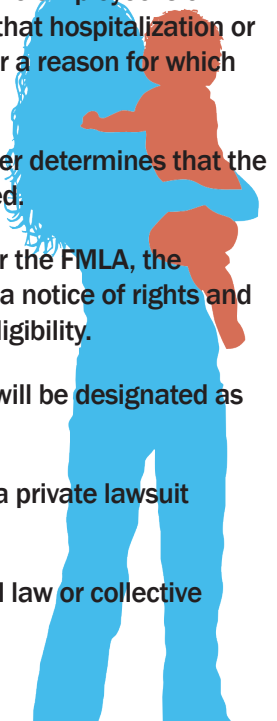 that hospitalization or
r a reason for which
er determines that the
ed.
r the FMLA, the
a notice of rights and
ligibility.
will be designated as
a private lawsuit
l law or collective